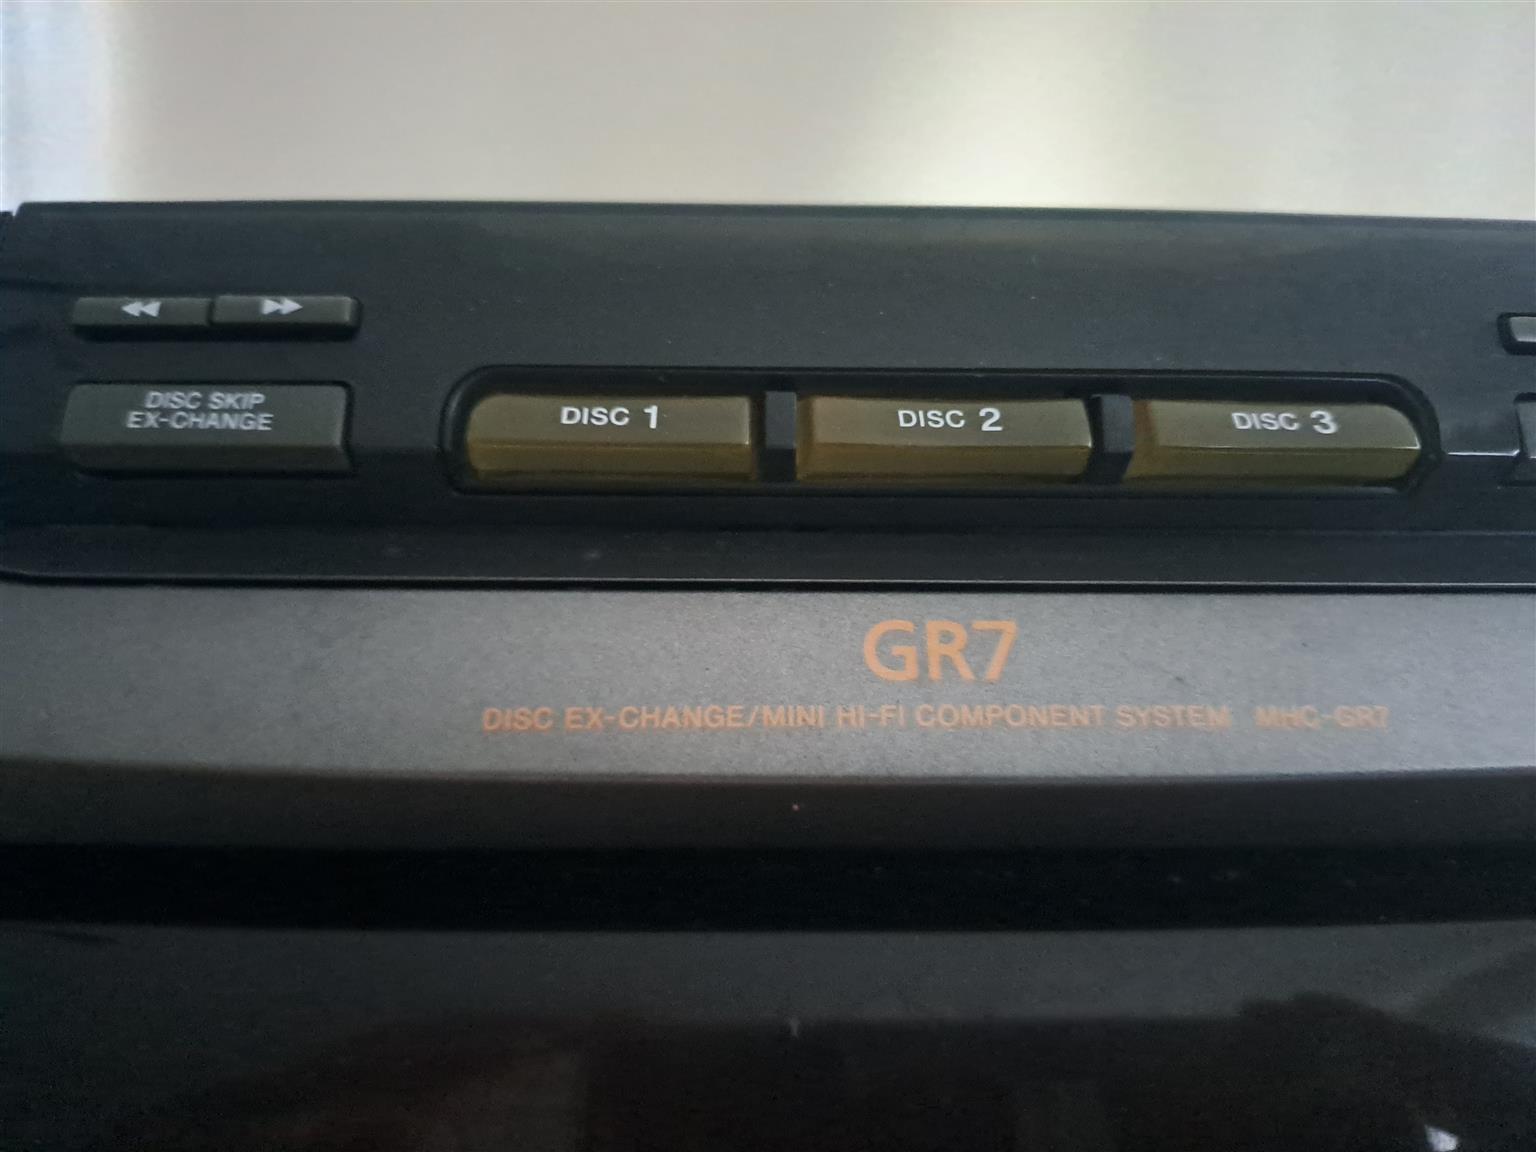 DISC SKIP
EX-CHANGE
DISC 1
DISC 2
DISC 3
GR7
DISC EX-CHANGE/MINI HI-FI COMPONENT SYSTEM MHC-GR7